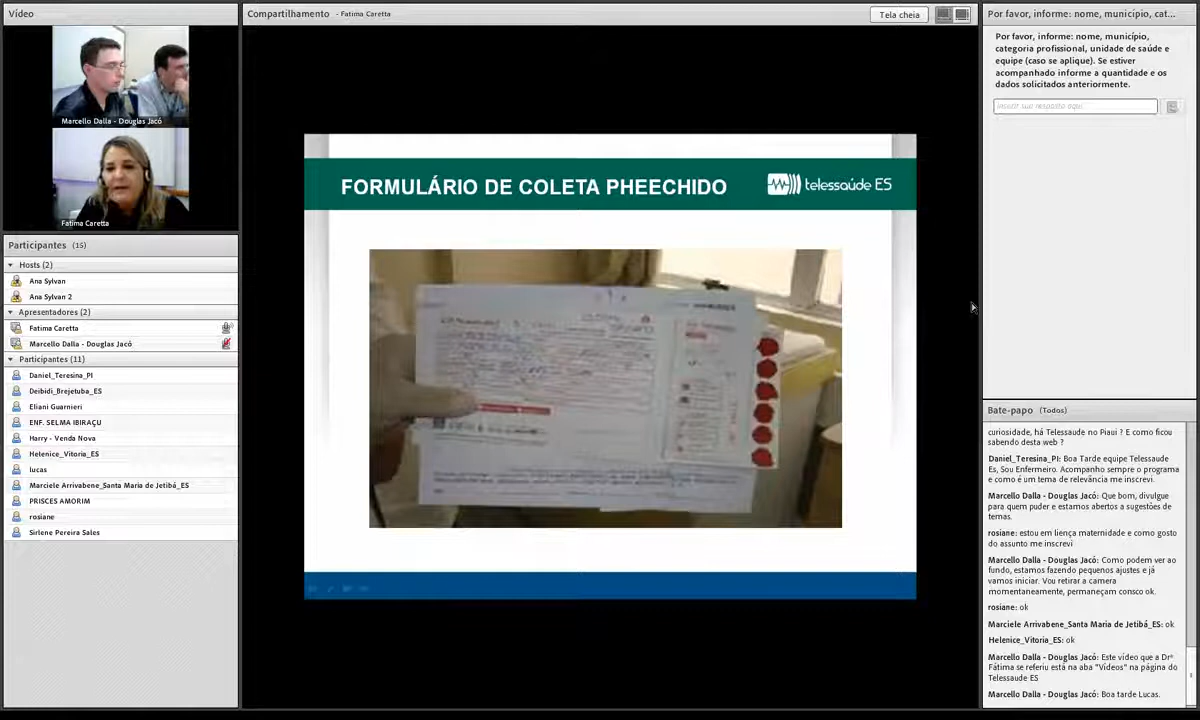 Vídeo
Marcello Dalla - Douglas Jacó
Fatima Caretta
Participantes (15)
Hosts (2)
Ana Sylvan
Ana Sylvan 2
Apresentadores (2)
Fatima Caretta
Marcello Dalla - Douglas Jacó
Participantes (11)
Daniel_Teresina_PI
Deibidi_Brejetuba_ES
Eliani Guarnieri
ENF. SELMA IBIRAÇU
Harry - Venda Nova
Helenice_Vitoria_ES
lucas
Marciele Arrivabene_Santa Maria de Jetibá_ES
PRISCES AMORIM
rosiane
Sirlene Pereira Sales
Compartilhamento - Fatima Caretta
Tela cheia
FORMULÁRIO DE COLETA PHEECHIDO
telessaúde ES
Por favor, informe: nome, município, cat...
Por favor, informe: nome, município,
categoria profissional, unidade de saúde e
equipe (caso se aplique). Se estiver
acompanhado informe a quantidade e os
dados solicitados anteriormente.
Inserir sua resposta aqui.
Bate-papo (Todos)
curiosidade, há Telessaude no Piaui ? E como ficou
sabendo desta web ?
Daniel_Teresina_PI: Boa Tarde equipe Telessaude
Es, Sou Enfermeiro. Acompanho sempre o programa
e como é um tema de relevância me inscrevi.
Marcello Dalla - Douglas Jacó: Que bom, divulgue
para quem puder e estamos abertos a sugestões de
temas.
rosiane: estou em liença maternidade e como gosto
do assunto me inscrevi
Marcello Dalla - Douglas Jacó: Como podem ver ao
fundo, estamos fazendo pequenos ajustes e já
vamos iniciar. Vou retirar a camera
momentaneamente, permaneçam consco ok.
rosiane: ok
Marciele Arrivabene_Santa Maria de Jetibá_ES: ok
Helenice_Vitoria_ES: ok
Marcello Dalla - Douglas Jacó: Este vídeo que a Drª
Fátima se referiu está na aba "Vídeos" na página do
Telessaude ES
Marcello Dalla - Douglas Jacó: Boa tarde Lucas.